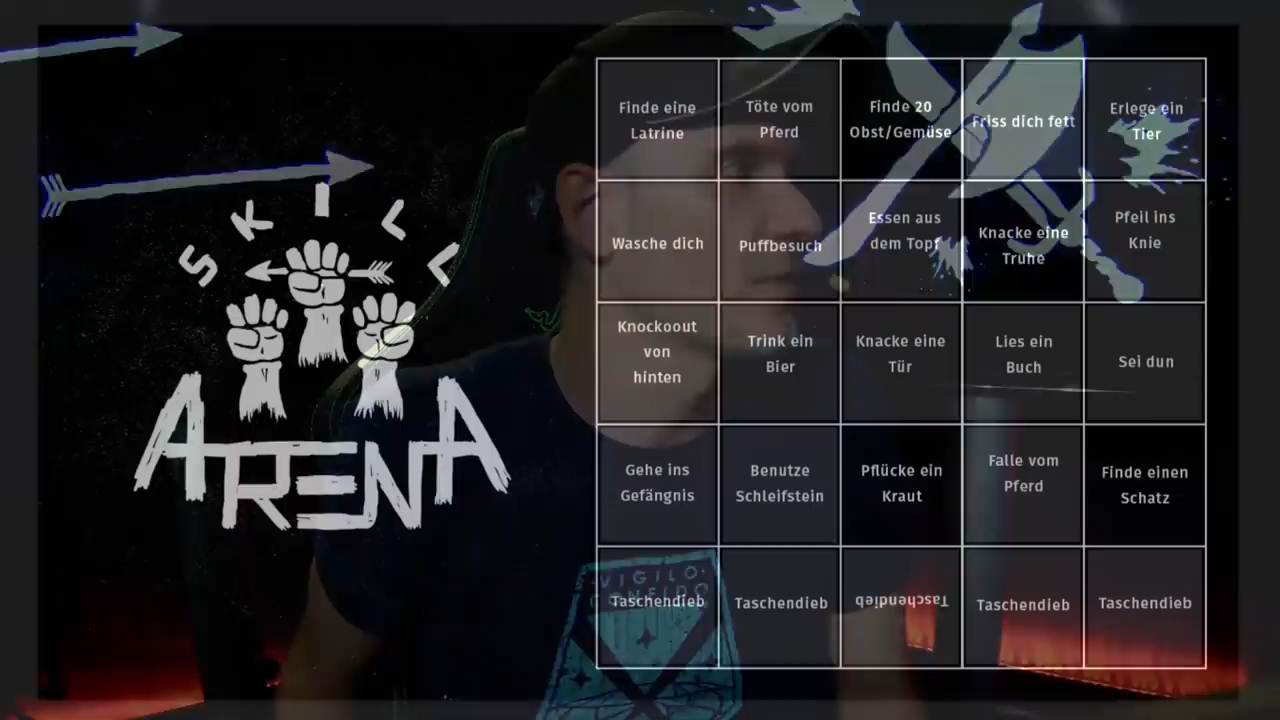 SKILL
ARENA
Finde eine
Latrine
Töte vom
Pferd
Finde 20
Obst/Gemüse
Friss dich fett
Erlege ein
Tier
Wasche dich
Puffbesuch
Essen aus
dem Topf
Knacke eine
Truhe
Pfeil ins
Knie
Knockoout
von
hinten
Trink ein
Bier
Knacke eine
Tür
Lies ein
Buch
Sei dun
Gehe ins
Gefängnis
Benutze
Schleifstein
Pflücke ein
Kraut
Falle vom
Pferd
Finde einen
Schatz
Taschendieb
Taschendieb
Taschendieb
Taschendieb
Taschendieb
·VIGILO·
CONFIDO